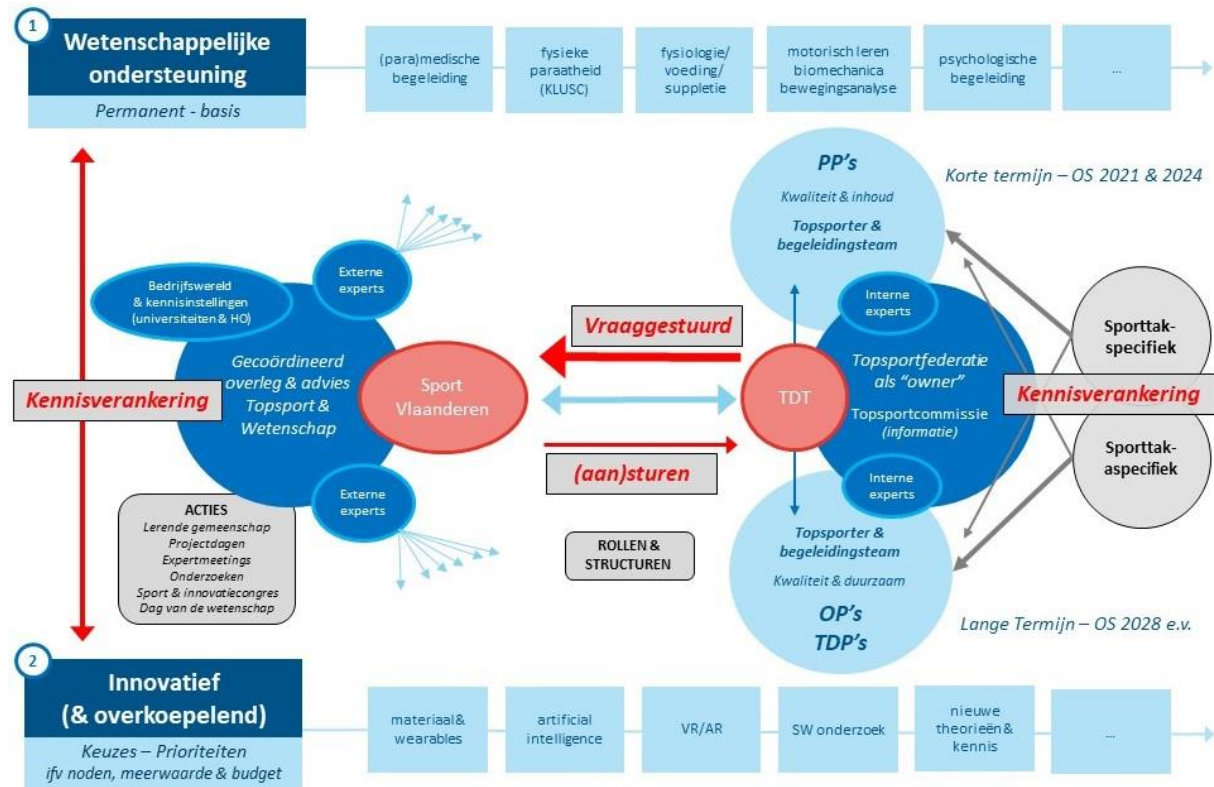 1
Wetenschappelijke
ondersteuning
Permanent - basis
(para)medische
begeleiding
fysieke
paraatheid
(KLUSC)
fysiologie/
voeding/
suppletie
motorisch leren
biomechanica
bewegingsanalyse
psychologische
begeleiding
...
PP's
Kwaliteit & inhoud
Topsporter &
begeleidingsteam
Korte termijn – OS 2021 & 2024
Bedrijfswereld
& kennisinstellingen
(universiteiten & HO)
Externe
experts
Gecoördineerd
overleg & advies
Topsport &
Wetenschap
Sport
Vlaanderen
Externe
experts
Kennisverankering
Vraaggestuurd
(aan)sturen
TDT
Interne
experts
Topsportfederatie
als "owner"
Topsportcommissie
(informatie)
Interne
experts
Sporttak-
specifiek
Kennisverankering
Sporttak-
aspecifiek
ACTIES
Lerende gemeenschap
Projectdagen
Expertmeetings
Onderzoeken
Sport & innovatiecongres
Dag van de wetenschap
ROLLEN &
STRUCTUREN
Topsporter &
begeleidingsteam
Kwaliteit & duurzaam
OP's
TDP's
Lange Termijn – OS 2028 e.v.
2
Innovatief
(& overkoepelend)
Keuzes – Prioriteiten
ifv noden, meerwaarde & budget
materiaal&
wearables
artificial
intelligence
VR/AR
SW onderzoek
nieuwe
theorieën&
kennis
...